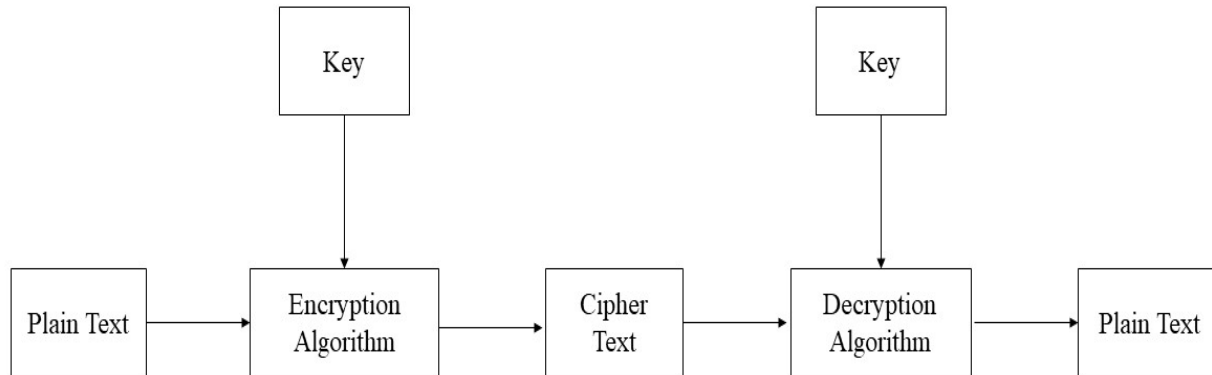 Key
Key
Plain Text
Encryption
Algorithm
Cipher
Text
Decryption
Algorithm
Plain Text